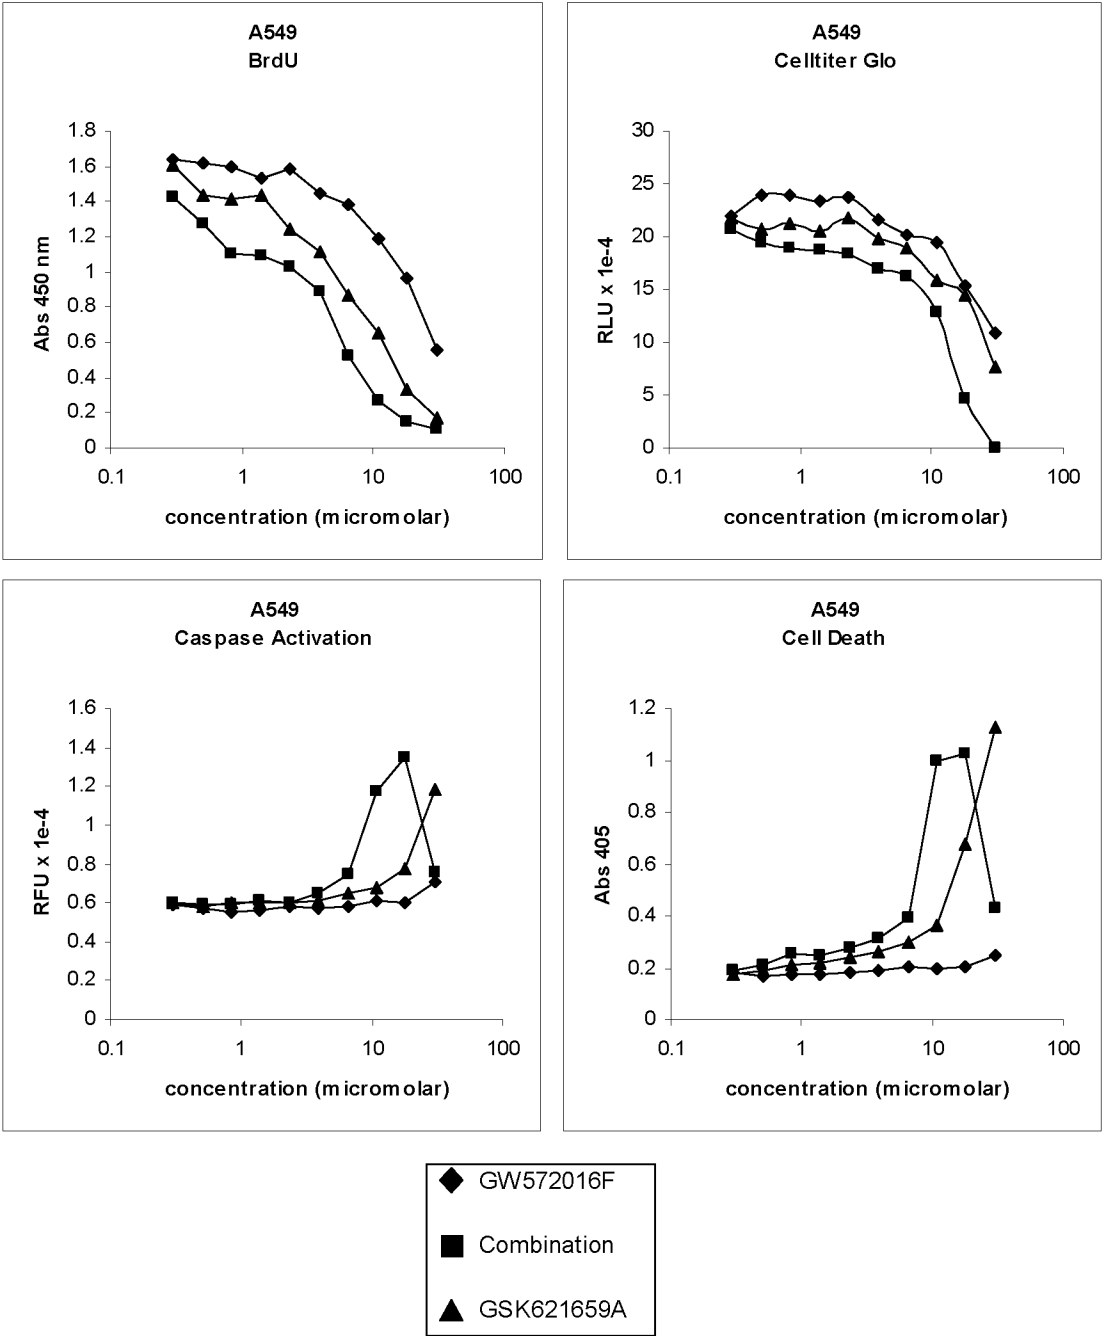 A549
BrdU
1.8
1.6
1.4
1.2
1
0.8
0.6
0.4
0.2
0
Abs 450 nm
0.1 1 10 100
concentration (micromolar)
A549
Celltiter Glo
30
25
20
15
10
5
0
RLU x 1e-4
0.1 1 10 100
concentration (micromolar)
A549
Caspase Activation
1.6
1.4
1.2
1
0.8
0.6
0.4
0.2
0
RFU x 1e-4
0.1 1 10 100
concentration (micromolar)
A549
Cell Death
1.2
1
0.8
0.6
0.4
0.2
0
Abs 405
0.1 1 10 100
concentration (micromolar)
GW572016F
Combination
GSK621659A